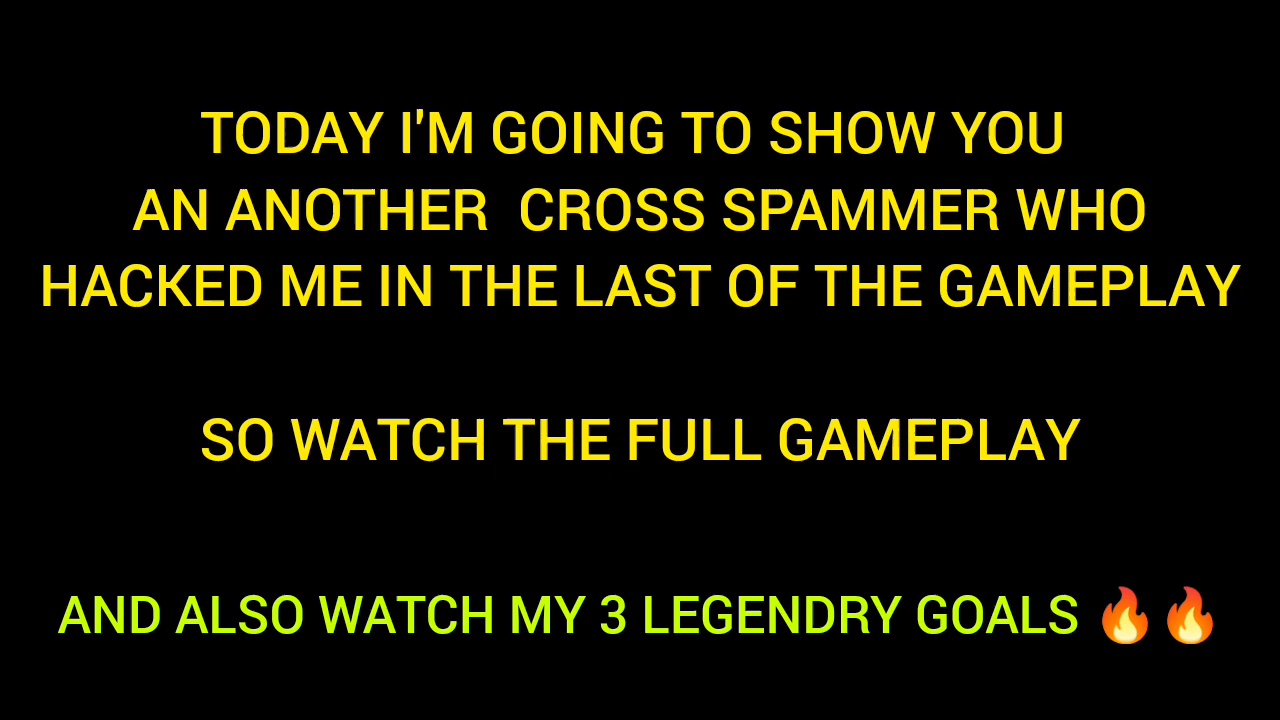 TODAY I'M GOING TO SHOW YOU
AN ANOTHER CROSS SPAMMER WHO
HACKED ME IN THE LAST OF THE GAMEPLAY
SO WATCH THE FULL GAMEPLAY
AND ALSO WATCH MY 3 LEGENDRY GOALS 🔥🔥